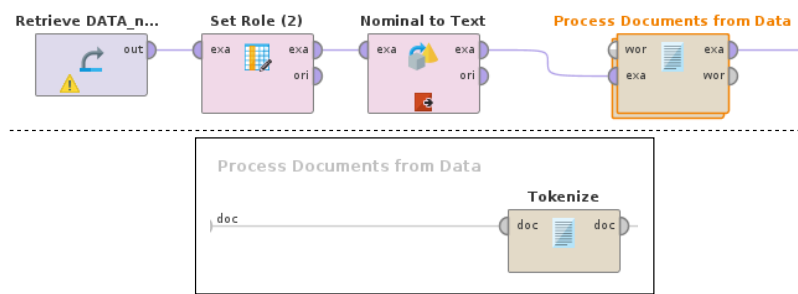 Retrieve DATA_n... Set Role (2) Nominal to Text Process Documents from Data
out exa exa exa exa wor exa
ori ori exa wor
Process Documents from Data
Tokenize
doc doc doc